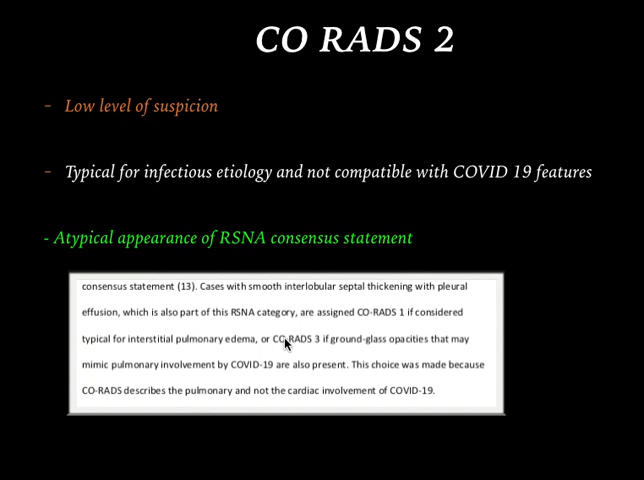 CO RADS 2
- Low level of suspicion
- Typical for infectious etiology and not compatible with COVID 19 features
- Atypical appearance of RSNA consensus statement
consensus statement (13). Cases with smooth interlobular septal thickening with pleural
effusion, which is also part of this RSNA category, are assigned CO-RADS 1 if considered
typical for interstitial pulmonary edema, or CO-RADS 3 if ground-glass opacities that may
mimic pulmonary involvement by COVID-19 are also present. This choice was made because
CO-RADS describes the pulmonary and not the cardiac involvement of COVID-19.